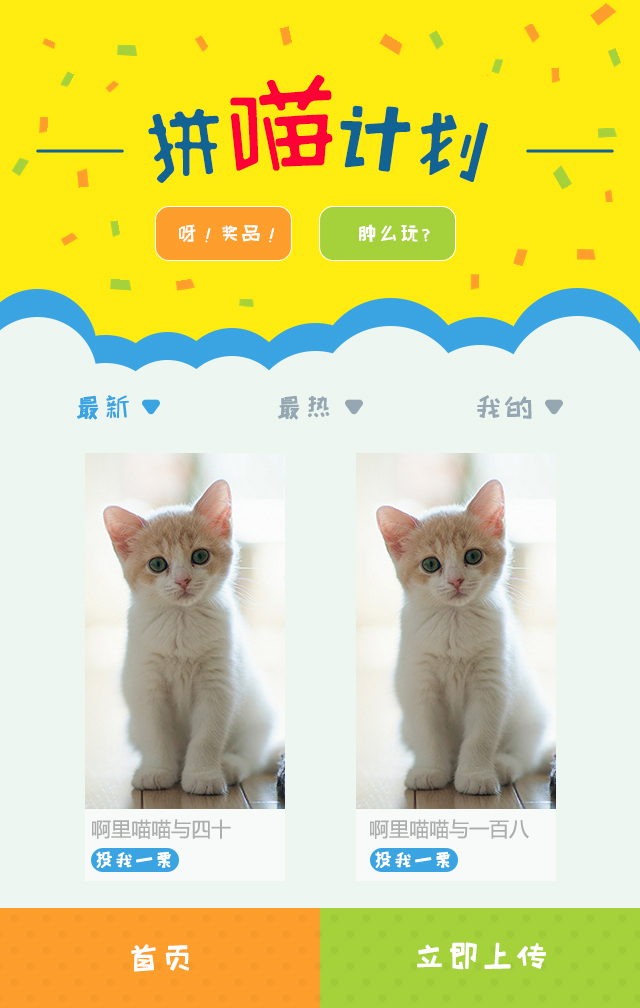 拼喵计划
呀！奖品！ 肿么玩?
最新 最热 我的
啊里喵喵与四十 啊里喵喵与一百八
投我一票 投我一票
首页 立即上传